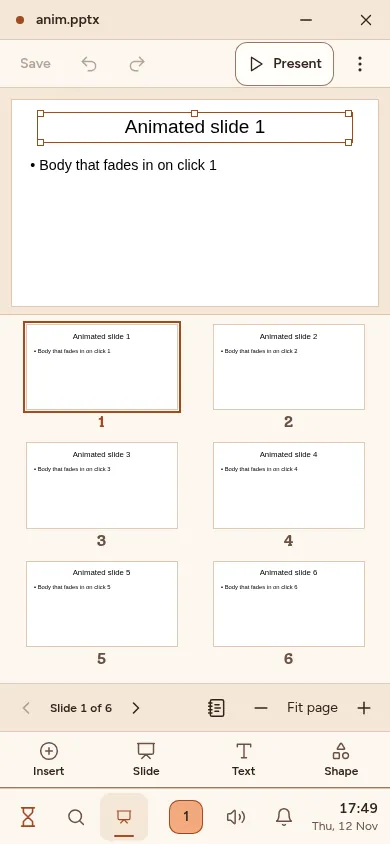 anim.pptx
Save
Present
Animated slide 1
• Body that fades in on click 1
Animated slide 1
• Body that fades in on click 1
1
Animated slide 2
• Body that fades in on click 2
2
Animated slide 3
• Body that fades in on click 3
3
Animated slide 4
• Body that fades in on click 4
4
Animated slide 5
• Body that fades in on click 5
5
Animated slide 6
• Body that fades in on click 6
6
Slide 1 of 6
Fit page
Insert
Slide
Text
Shape
1
17:49
Thu, 12 Nov